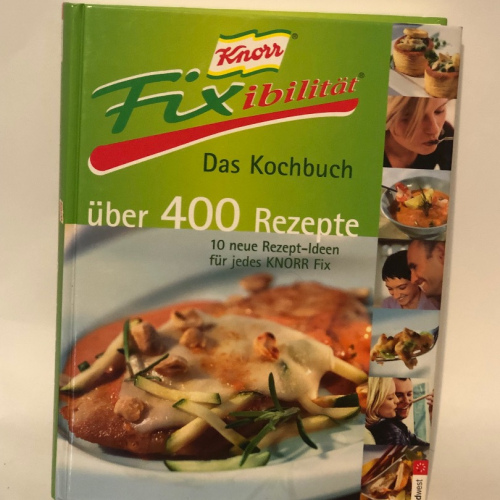 Knorr
Fixibilität®
Das Kochbuch
über 400 Rezepte
10 neue Rezept-Ideen
für jedes KNORR Fix